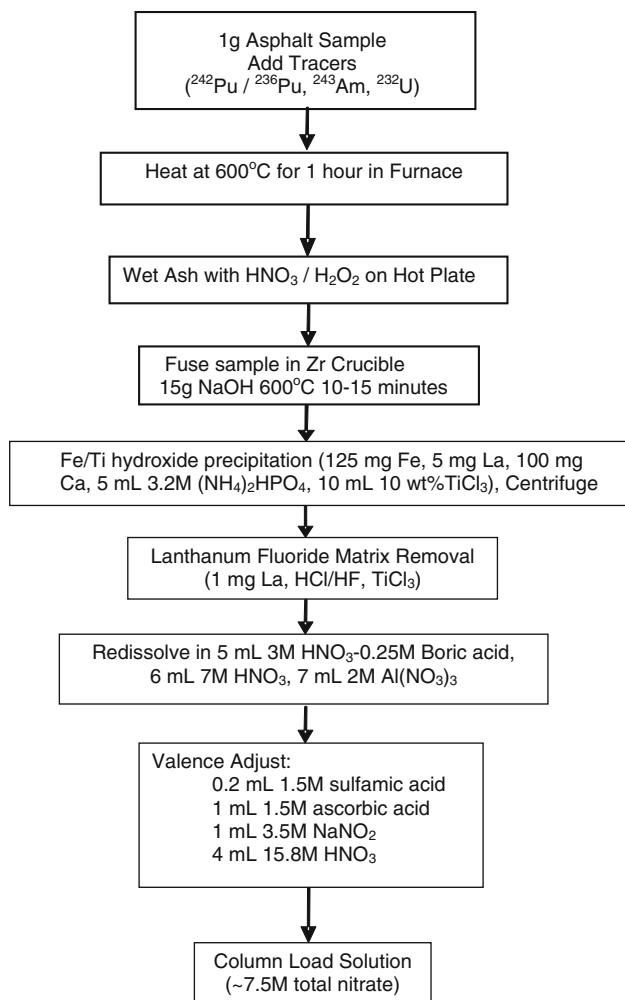 1g Asphalt Sample
Add Tracers
(²⁴²Pu / ²³⁶Pu, ²⁴³Am, ²³²U)
Heat at 600°C for 1 hour in Furnace
Wet Ash with HNO₃ / H₂O₂ on Hot Plate
Fuse sample in Zr Crucible
15g NaOH 600°C 10-15 minutes
Fe/Ti hydroxide precipitation (125 mg Fe, 5 mg La, 100 mg
Ca, 5 mL 3.2M (NH₄)₂HPO₄, 10 mL 10 wt%TiCl₃), Centrifuge
Lanthanum Fluoride Matrix Removal
(1 mg La, HCl/HF, TiCl₃)
Redissolve in 5 mL 3M HNO₃-0.25M Boric acid,
6 mL 7M HNO₃, 7 mL 2M Al(NO₃)₃
Valence Adjust:
0.2 mL 1.5M sulfamic acid
1 mL 1.5M ascorbic acid
1 mL 3.5M NaNO₂
4 mL 15.8M HNO₃
Column Load Solution
(~7.5M total nitrate)